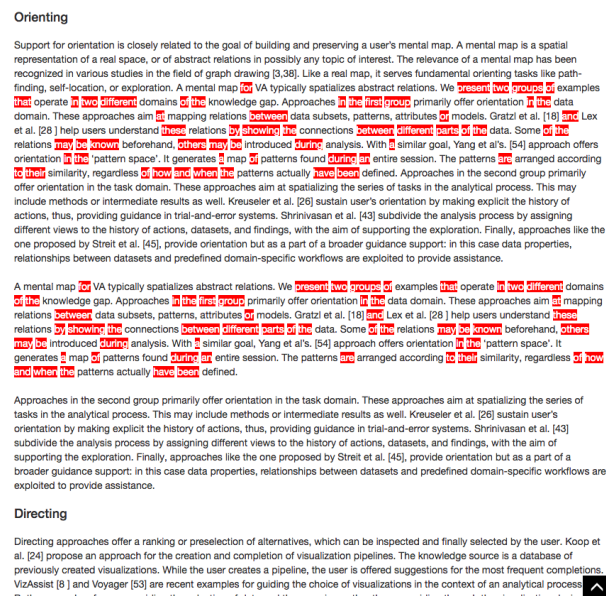 Orienting
Support for orientation is closely related to the goal of building and preserving a user's mental map. A mental map is a spatial
representation of a real space, or of abstract relations in possibly any topic of interest. The relevance of a mental map has been
recognized in various studies in the field of graph drawing [3,38]. Like a real map, it serves fundamental orienting tasks like path-
finding, self-location, or exploration. A mental map for VA typically spatializes abstract relations. We present two groups of examples
that operate in two different domains of the knowledge gap. Approaches in the first group primarily offer orientation in the data
domain. These approaches aim at mapping relations between data subsets, patterns, attributes or models. Gratzl et al. [18] and Lex
et al. [28 ] help users understand these relations by showing the connections between different parts of the data. Some of the
relations may be known beforehand, others may be introduced during analysis. With a similar goal, Yang et al's. [54] approach offers
orientation in the 'pattern space'. It generates a map of patterns found during an entire session. The patterns are arranged according
to their similarity, regardless of how and when the patterns actually have been defined. Approaches in the second group primarily
offer orientation in the task domain. These approaches aim at spatializing the series of tasks in the analytical process. This may
include methods or intermediate results as well. Kreuseler et al. [26] sustain user's orientation by making explicit the history of
actions, thus, providing guidance in trial-and-error systems. Shrinivasan et al. [43] subdivide the analysis process by assigning
different views to the history of actions, datasets, and findings, with the aim of supporting the exploration. Finally, approaches like the
one proposed by Streit et al. [45], provide orientation but as a part of a broader guidance support: in this case data properties,
relationships between datasets and predefined domain-specific workflows are exploited to provide assistance.
A mental map for VA typically spatializes abstract relations. We present two groups of examples that operate in two different domains
of the knowledge gap. Approaches in the first group primarily offer orientation in the data domain. These approaches aim at mapping
relations between data subsets, patterns, attributes or models. Gratzl et al. [18] and Lex et al. [28 ] help users understand these
relations by showing the connections between different parts of the data. Some of the relations may be known beforehand, others
may be introduced during analysis. With a similar goal, Yang et al's. [54] approach offers orientation in the 'pattern space'. It
generates a map of patterns found during an entire session. The patterns are arranged according to their similarity, regardless of how
and when the patterns actually have been defined.
Approaches in the second group primarily offer orientation in the task domain. These approaches aim at spatializing the series of
tasks in the analytical process. This may include methods or intermediate results as well. Kreuseler et al. [26] sustain user's
orientation by making explicit the history of actions, thus, providing guidance in trial-and-error systems. Shrinivasan et al. [43]
subdivide the analysis process by assigning different views to the history of actions, datasets, and findings, with the aim of
supporting the exploration. Finally, approaches like the one proposed by Streit et al. [45], provide orientation but as a part of a
broader guidance support: in this case data properties, relationships between datasets and predefined domain-specific workflows are
exploited to provide assistance.
Directing
Directing approaches offer a ranking or preselection of alternatives, which can be inspected and finally selected by the user. Koop et
al. [24] propose an approach for the creation and completion of visualization pipelines. The knowledge source is a database of
previously created visualizations. While the user creates a pipeline, the user is offered suggestions for the most frequent completions.
VizAssist [8 ] and Voyager [53] are recent examples for guiding the choice of visualizations in the context of an analytical process